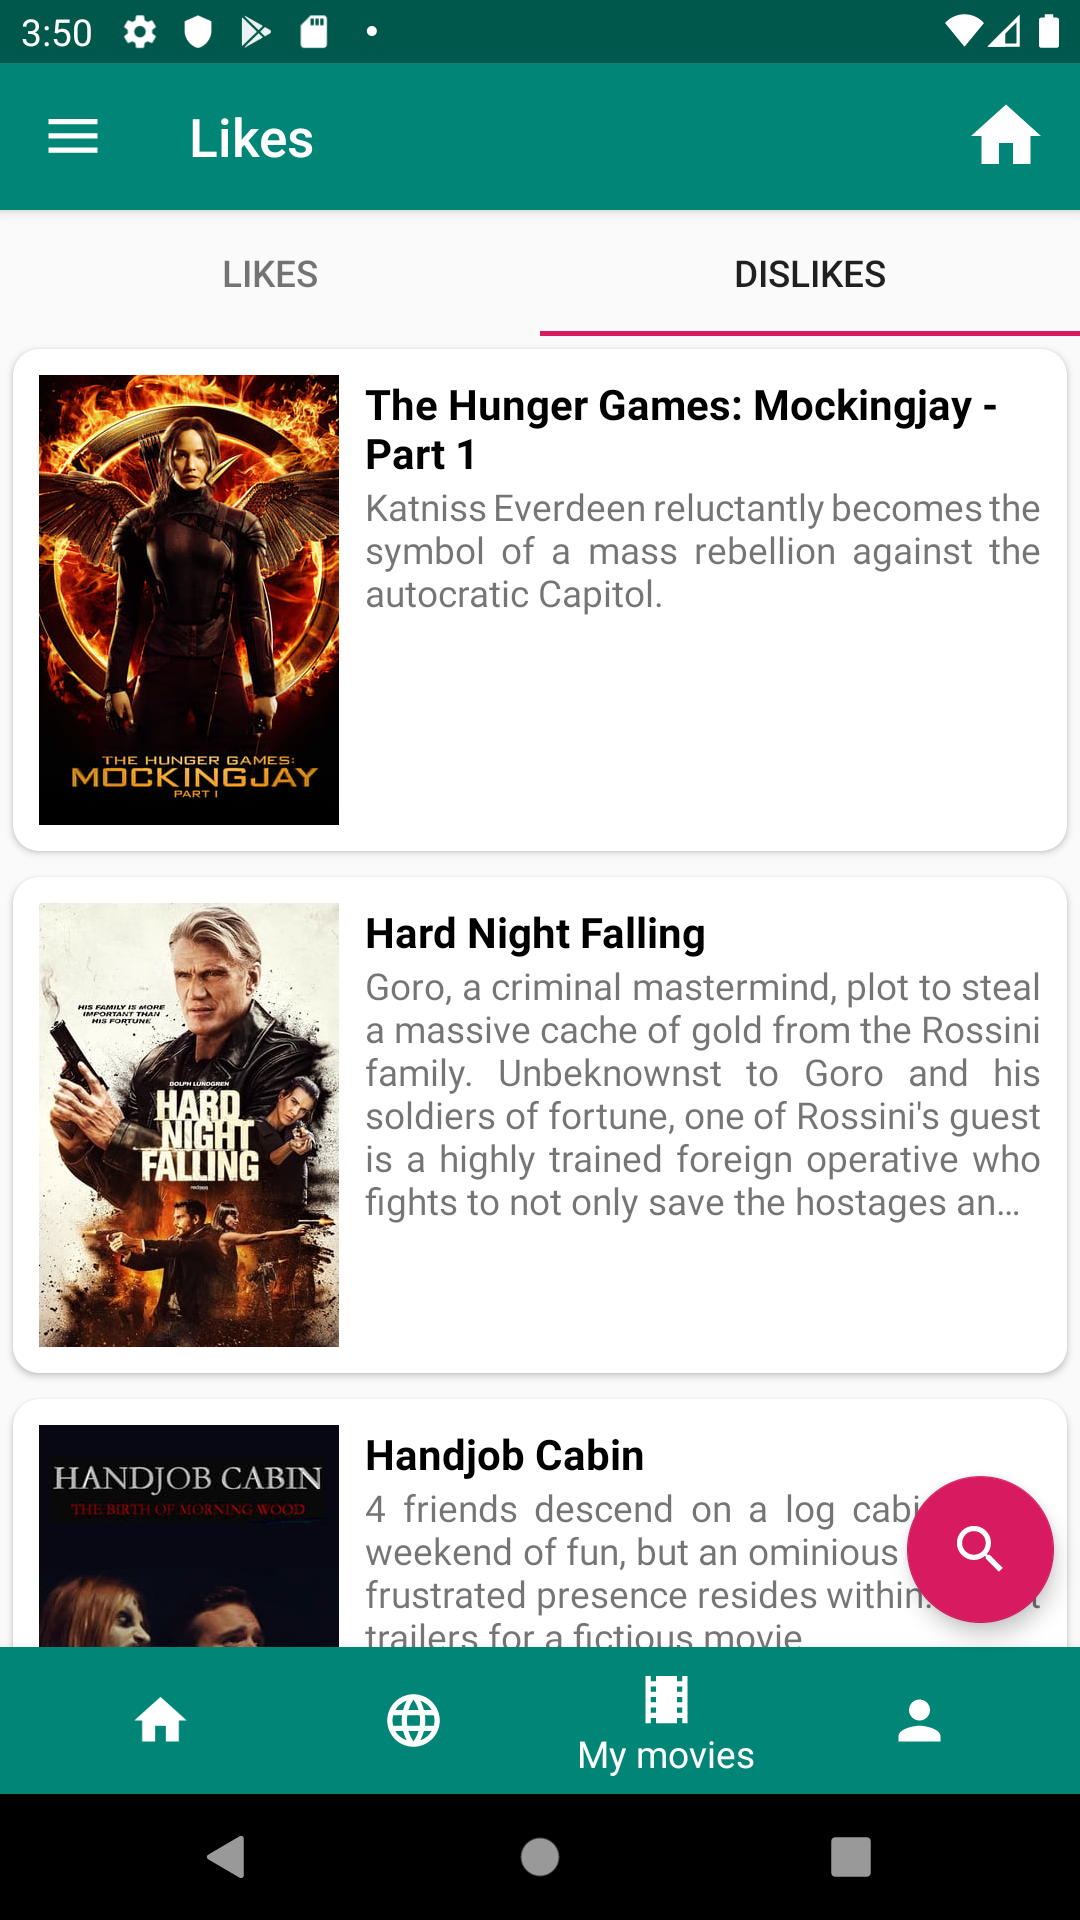 3:50
Likes
LIKES
DISLIKES
THE HUNGER GAMES:
MOCKINGJAY
PART 1
The Hunger Games: Mockingjay -
Part 1
Katniss Everdeen reluctantly becomes the
symbol of a mass rebellion against the
autocratic Capitol.
HIS FAMILY IS MORE
IMPORTANT THAN
HIS FORTUNE
DOLPH LUNDGREN
HARD
NIGHT
FALLING
Hard Night Falling
Goro, a criminal mastermind, plot to steal
a massive cache of gold from the Rossini
family. Unbeknownst to Goro and his
soldiers of fortune, one of Rossini's guest
is a highly trained foreign operative who
fights to not only save the hostages an…
HANDJOB CABIN
THE BIRTH OF MORNING WOOD
Handjob Cabin
4 friends descend on a log cabi
weekend of fun, but an ominious
frustrated presence resides within.
trailers for a fictious movie
My movies